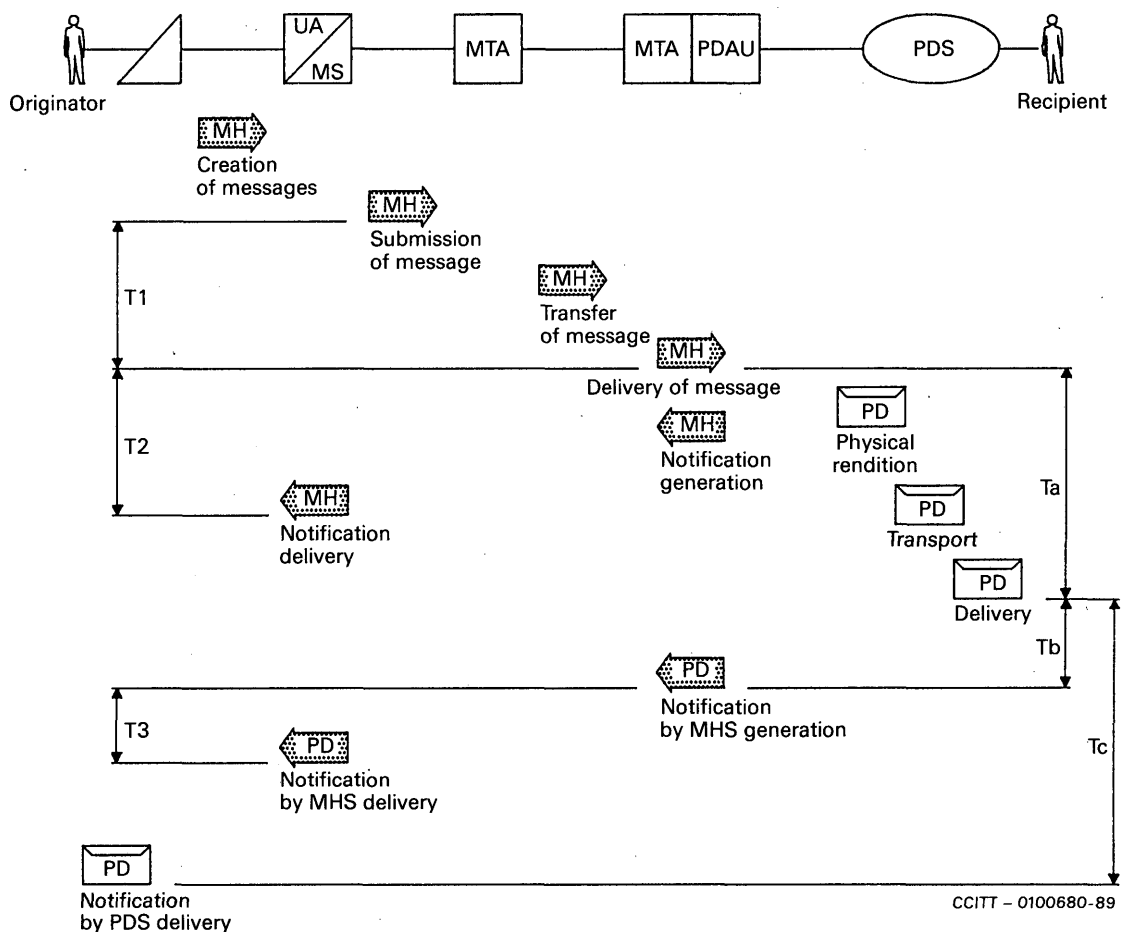 UA
MS
MTA
MTA
PDAU
PDS
Originator
Recipient
MH
Creation
of messages
MH
Submission
of message
T1
MH
Transfer
of message
MH
Delivery of message
T2
MH
Notification
generation
PD
Physical
rendition
Ta
MH
Notification
delivery
PD
Transport
PD
Delivery
Tb
PD
Notification
by MHS generation
T3
PD
Notification
by MHS delivery
Tc
PD
Notification
by PDS delivery
CCITT – 0100680-89